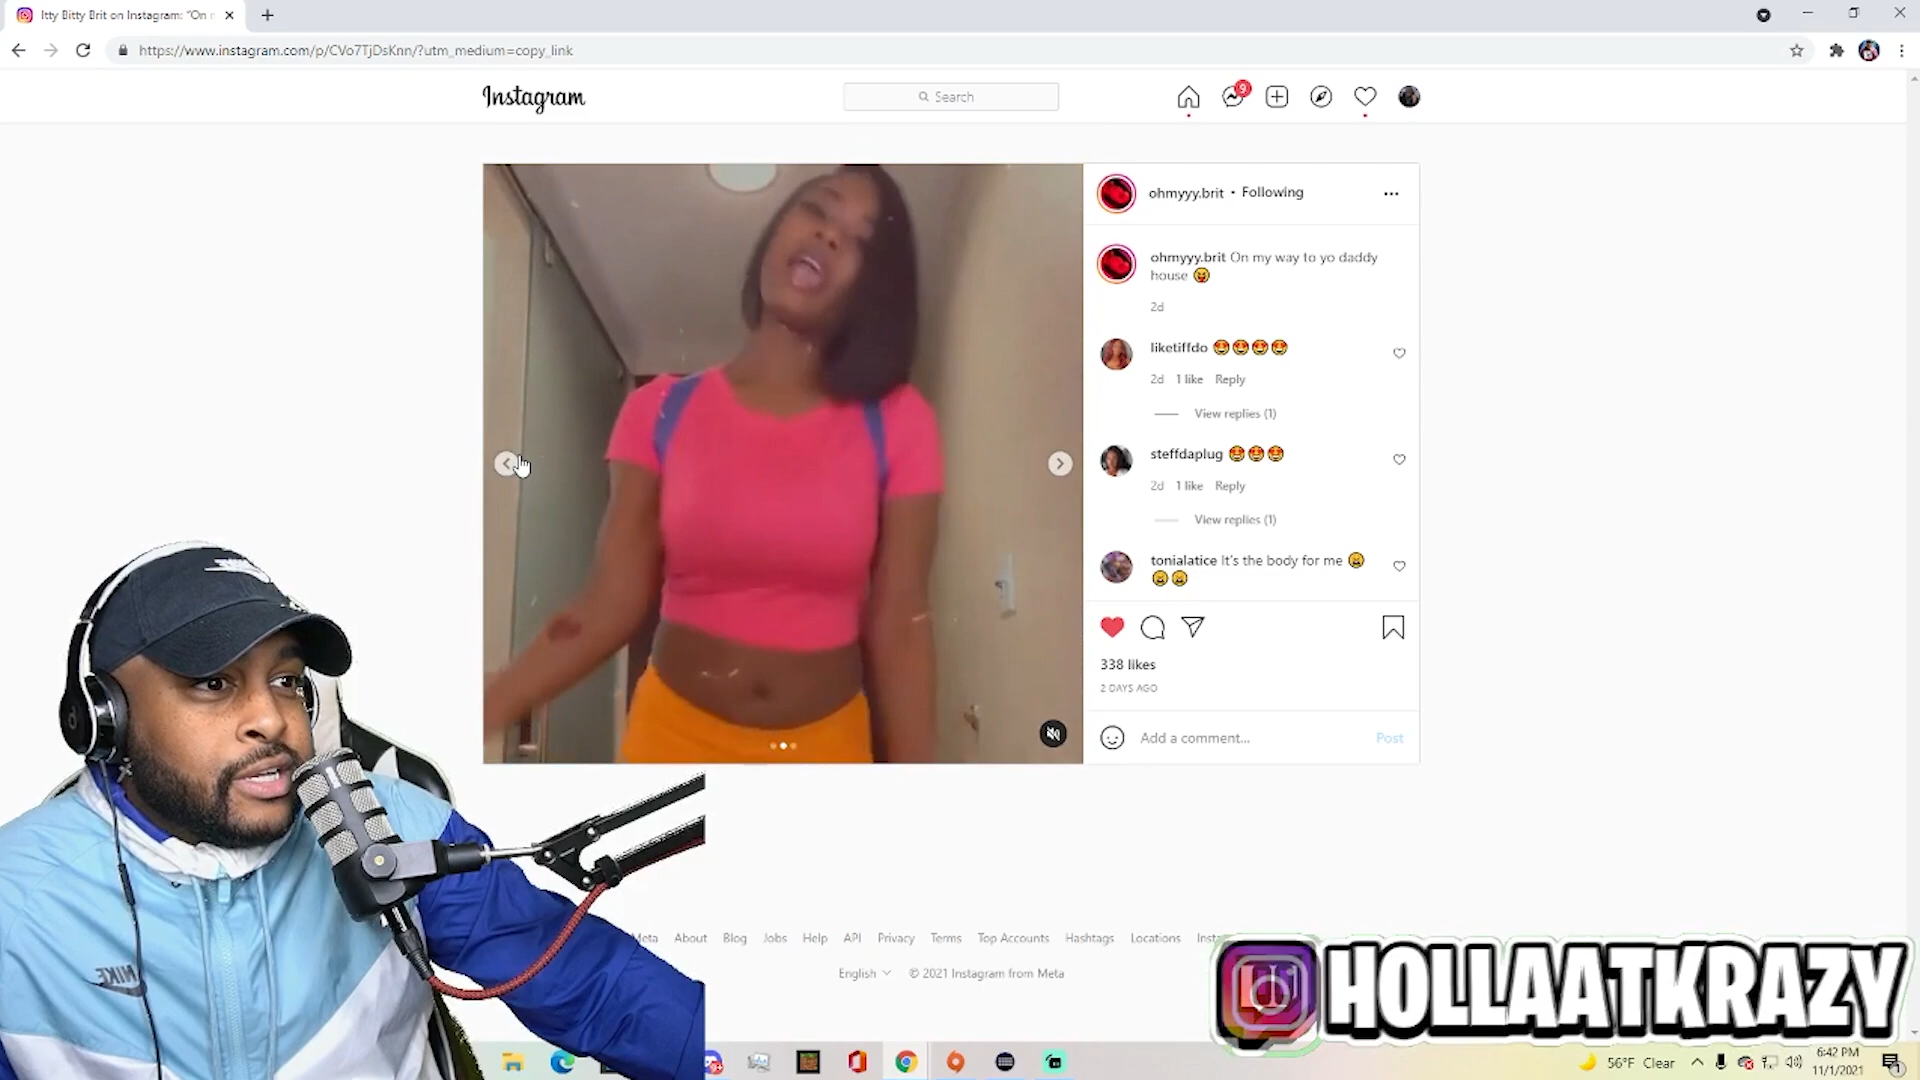 Itty Bitty Brit on Instagram: "On
https://www.instagram.com/p/CVo7TjDsKnn/?utm_medium=copy_link
Instagram
Search
9
ohmyyy.brit • Following
ohmyyy.brit On my way to yo daddy
house
2d
liketiffdo
2d 1 like Reply
View replies (1)
steffdaplug
2d 1 like Reply
View replies (1)
tonialatice It's the body for me
338 likes
2 DAYS AGO
Add a comment...
Post
Meta About Blog Jobs Help API Privacy Terms Top Accounts Hashtags Locations
English © 2021 Instagram from Meta
HOLLAATKRAZY
NIKE
56°F Clear
6:42 PM
11/1/2021
1